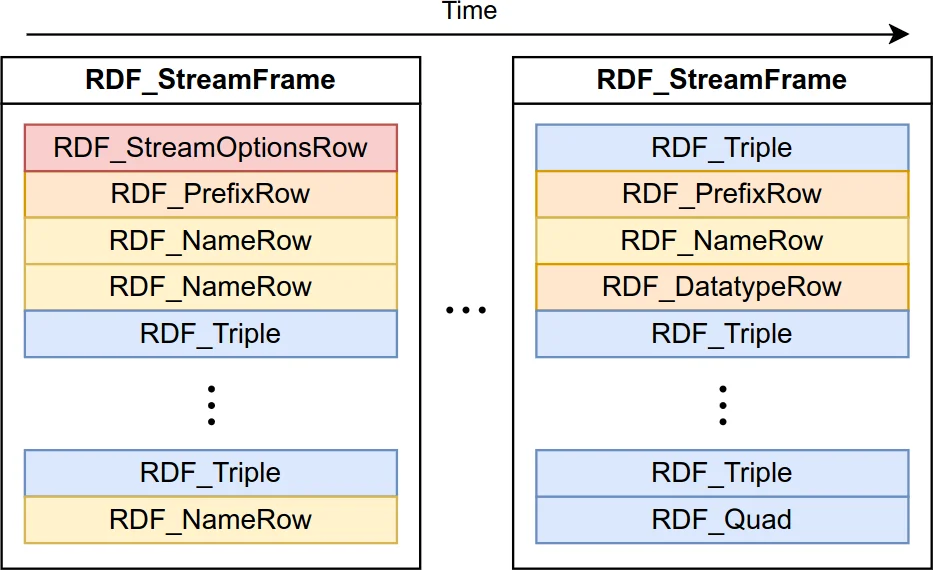 Time
RDF_StreamFrame
RDF_StreamOptionsRow
RDF_PrefixRow
RDF_NameRow
RDF_NameRow
RDF_Triple
RDF_Triple
RDF_NameRow
RDF_StreamFrame
RDF_Triple
RDF_PrefixRow
RDF_NameRow
RDF_DatatypeRow
RDF_Triple
RDF_Triple
RDF_Quad